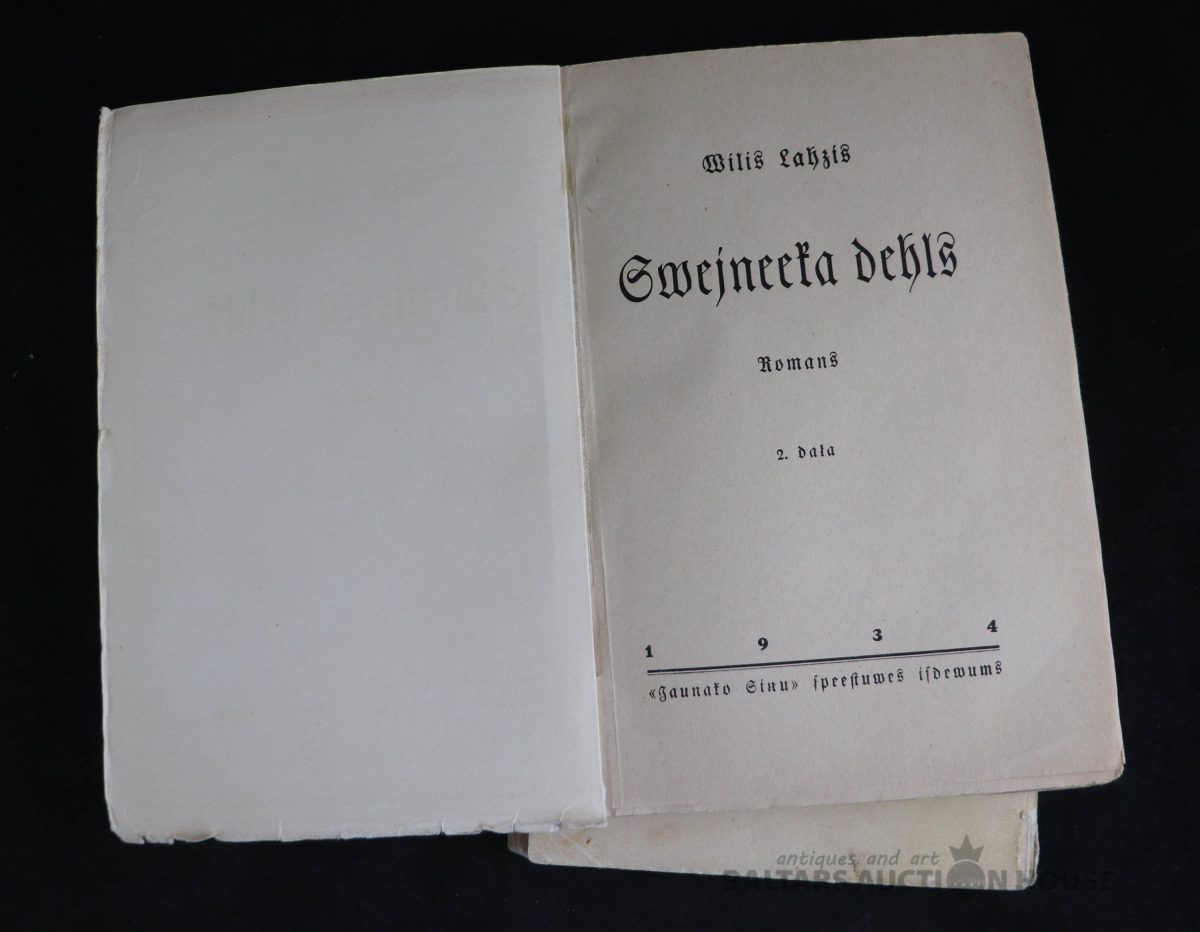 Wilis Lahzis
Swejneeka dehls
Romans
2. daļa
1 9 3 4
«Jaunako Siņu» ſpeeſtuwes iſdewums
antiques and art
BALTARS AUCTION HOUSE